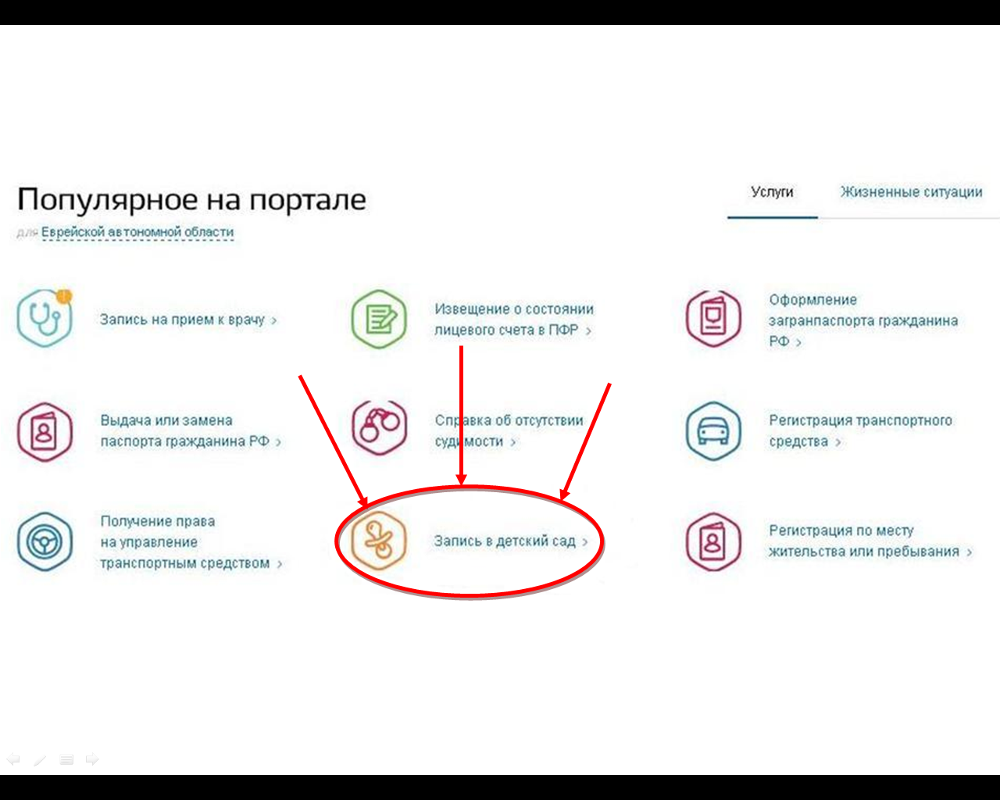 Популярное на портале
для Еврейской автономной области
Услуги
Жизненные ситуации
Запись на прием к врачу
Извещение о состоянии
лицевого счета в ПФР
Оформление
загранпаспорта гражданина
РФ
Выдача или замена
паспорта гражданина РФ
Справка об отсутствии
судимости
Регистрация транспортного
средства
Получение права
на управление
транспортным средством
Запись в детский сад
Регистрация по месту
жительства или пребывания